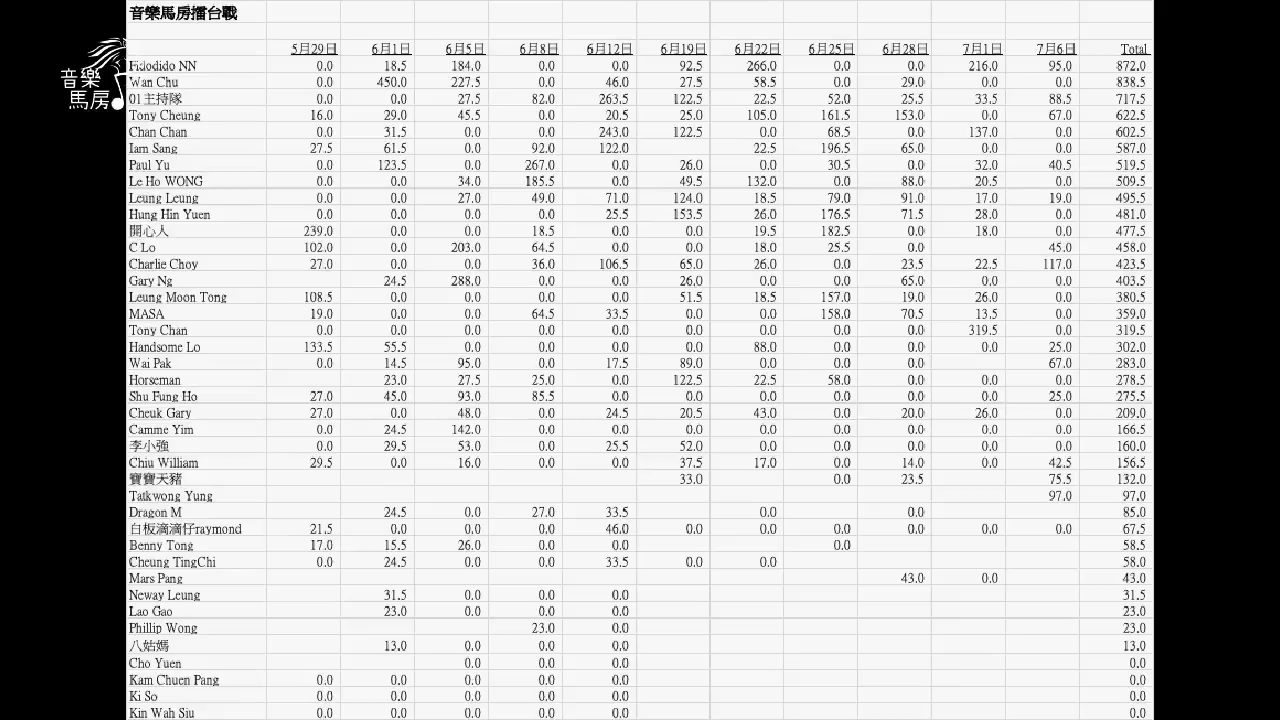 音樂馬房擂台戰
音樂
馬房
5月29日 6月1日 6月5日 6月8日 6月12日 6月19日 6月22日 6月25日 6月28日 7月1日 7月6日 Total
Fidodido NN 0.0 18.5 184.0 0.0 0.0 92.5 266.0 0.0 0.0 216.0 95.0 872.0
Wan Chu 0.0 450.0 227.5 0.0 46.0 27.5 58.5 0.0 29.0 0.0 0.0 838.5
01主持隊 0.0 0.0 27.5 82.0 263.5 122.5 22.5 52.0 25.5 33.5 88.5 717.5
Tony Cheung 16.0 29.0 45.5 0.0 20.5 25.0 105.0 161.5 153.0 0.0 67.0 622.5
Chan Chan 0.0 31.5 0.0 0.0 243.0 122.5 0.0 68.5 0.0 137.0 0.0 602.5
Iam Sang 27.5 61.5 0.0 92.0 122.0 22.5 196.5 65.0 0.0 0.0 587.0
Paul Yu 0.0 123.5 0.0 267.0 0.0 26.0 0.0 30.5 0.0 32.0 40.5 519.5
Le Ho WONG 0.0 0.0 34.0 185.5 0.0 49.5 132.0 0.0 88.0 20.5 0.0 509.5
Leung Leung 0.0 0.0 27.0 49.0 71.0 124.0 18.5 79.0 91.0 17.0 19.0 495.5
Hung Hin Yuen 0.0 0.0 0.0 0.0 25.5 153.5 26.0 176.5 71.5 28.0 0.0 481.0
開心人 239.0 0.0 0.0 18.5 0.0 0.0 19.5 182.5 0.0 18.0 0.0 477.5
C Lo 102.0 0.0 203.0 64.5 0.0 0.0 18.0 25.5 0.0 45.0 458.0
Charlie Choy 27.0 0.0 0.0 36.0 106.5 65.0 26.0 0.0 23.5 22.5 117.0 423.5
Gary Ng 24.5 288.0 0.0 0.0 26.0 0.0 0.0 65.0 0.0 0.0 403.5
Leung Moon Tong 108.5 0.0 0.0 0.0 0.0 51.5 18.5 157.0 19.0 26.0 0.0 380.5
MASA 19.0 0.0 0.0 64.5 33.5 0.0 0.0 158.0 70.5 13.5 0.0 359.0
Tony Chan 0.0 0.0 0.0 0.0 0.0 0.0 0.0 0.0 0.0 319.5 0.0 319.5
Handsome Lo 133.5 55.5 0.0 0.0 0.0 0.0 88.0 0.0 0.0 0.0 25.0 302.0
Wai Pak 0.0 14.5 95.0 0.0 17.5 89.0 0.0 0.0 0.0 67.0 283.0
Horseman 23.0 27.5 25.0 0.0 122.5 22.5 58.0 0.0 0.0 0.0 278.5
Shu Fung Ho 27.0 45.0 93.0 85.5 0.0 0.0 0.0 0.0 0.0 0.0 25.0 275.5
Cheuk Gary 27.0 0.0 48.0 0.0 24.5 20.5 43.0 0.0 20.0 26.0 0.0 209.0
Camme Yim 0.0 24.5 142.0 0.0 0.0 0.0 0.0 0.0 0.0 0.0 0.0 166.5
李小強 0.0 29.5 53.0 0.0 25.5 52.0 0.0 0.0 0.0 0.0 0.0 160.0
Chiu William 29.5 0.0 16.0 0.0 0.0 37.5 17.0 0.0 14.0 0.0 42.5 156.5
寶寶天豬 33.0 0.0 23.5 75.5 132.0
Tatkwong Yung 97.0 97.0
Dragon M 24.5 0.0 27.0 33.5 0.0 0.0 85.0
白板滴滴仔raymond 21.5 0.0 0.0 0.0 46.0 0.0 0.0 0.0 0.0 0.0 0.0 67.5
Benny Tong 17.0 15.5 26.0 0.0 0.0 0.0 58.5
Cheung TingChi 0.0 24.5 0.0 0.0 33.5 0.0 0.0 58.0
Mars Pang 43.0 0.0 43.0
Neway Leung 31.5 0.0 0.0 0.0 31.5
Lao Gao 23.0 0.0 0.0 0.0 23.0
Phillip Wong 23.0 0.0 23.0
八姑媽 13.0 0.0 0.0 0.0 13.0
Cho Yuen 0.0 0.0 0.0 0.0
Kam Chuen Pang 0.0 0.0 0.0 0.0 0.0 0.0
Ki So 0.0 0.0 0.0 0.0 0.0 0.0
Kin Wah Siu 0.0 0.0 0.0 0.0 0.0 0.0